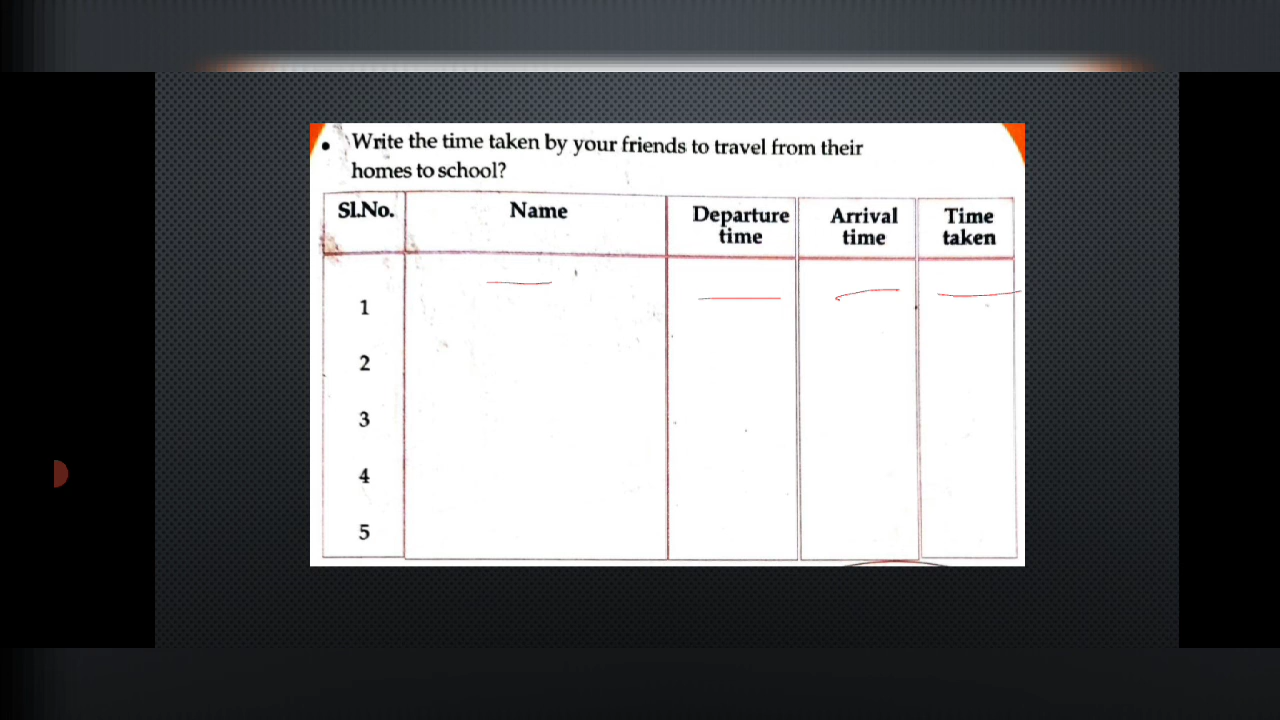 • Write the time taken by your friends to travel from their
homes to school?
Sl.No. Name Departure time Arrival time Time taken
1
2
3
4
5